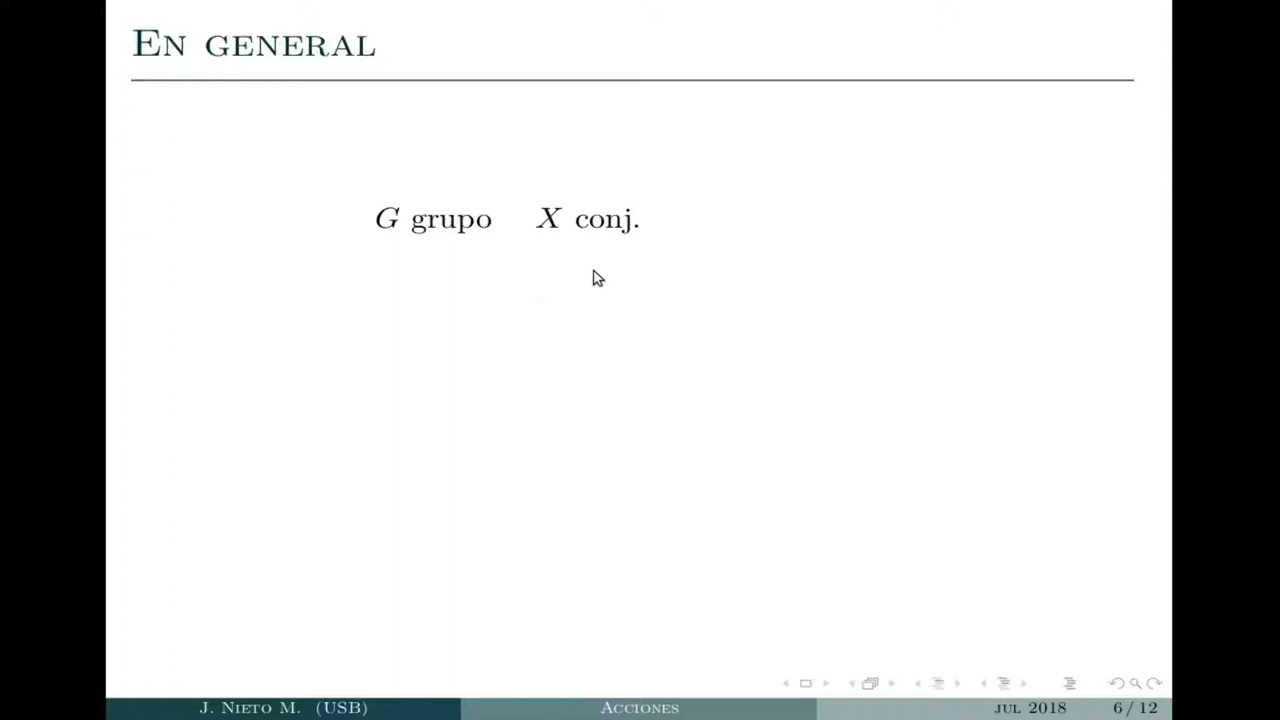 En general
G grupo X conj.
J. Nieto M. (USB) Acciones jul 2018 6 / 12